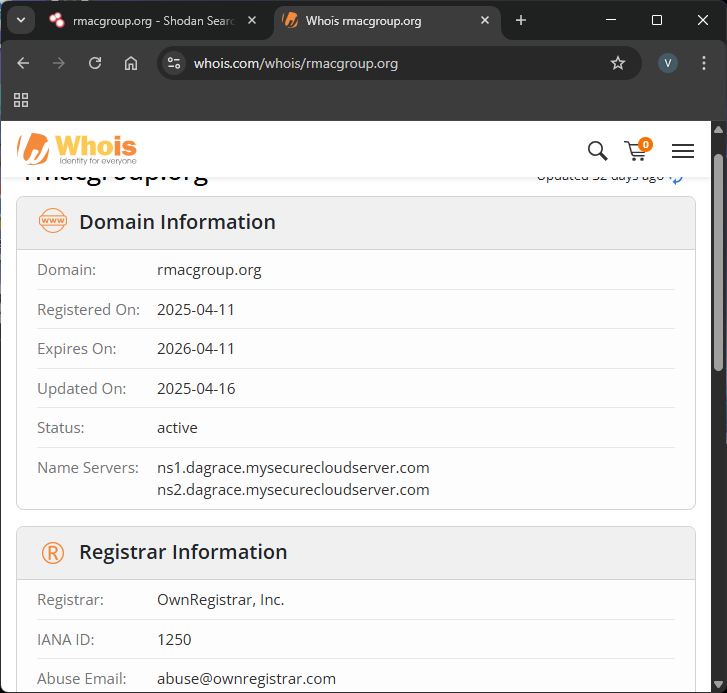 rmacgroup.org - Shodan Sear
Whois rmacgroup.org
whois.com/whois/rmacgroup.org
V
Whois
Identity for everyone
0
rmacgroup.org
Updated 52 days ago
www
Domain Information
Domain: rmacgroup.org
Registered On: 2025-04-11
Expires On: 2026-04-11
Updated On: 2025-04-16
Status: active
Name Servers: ns1.dagrace.mysecurecloudserver.com
ns2.dagrace.mysecurecloudserver.com
R
Registrar Information
Registrar: OwnRegistrar, Inc.
IANA ID: 1250
Abuse Email: abuse@ownregistrar.com